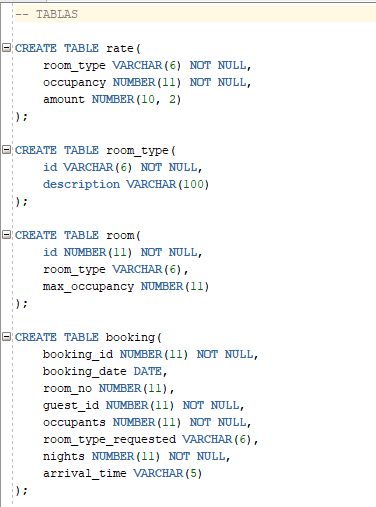 -- TABLAS
CREATE TABLE rate(
room_type VARCHAR(6) NOT NULL,
occupancy NUMBER(11) NOT NULL,
amount NUMBER(10, 2)
);
CREATE TABLE room_type(
id VARCHAR(6) NOT NULL,
description VARCHAR(100)
);
CREATE TABLE room(
id NUMBER(11) NOT NULL,
room_type VARCHAR(6),
max_occupancy NUMBER(11)
);
CREATE TABLE booking(
booking_id NUMBER(11) NOT NULL,
booking_date DATE,
room_no NUMBER(11),
guest_id NUMBER(11) NOT NULL,
occupants NUMBER(11) NOT NULL,
room_type_requested VARCHAR(6),
nights NUMBER(11) NOT NULL,
arrival_time VARCHAR(5)
);